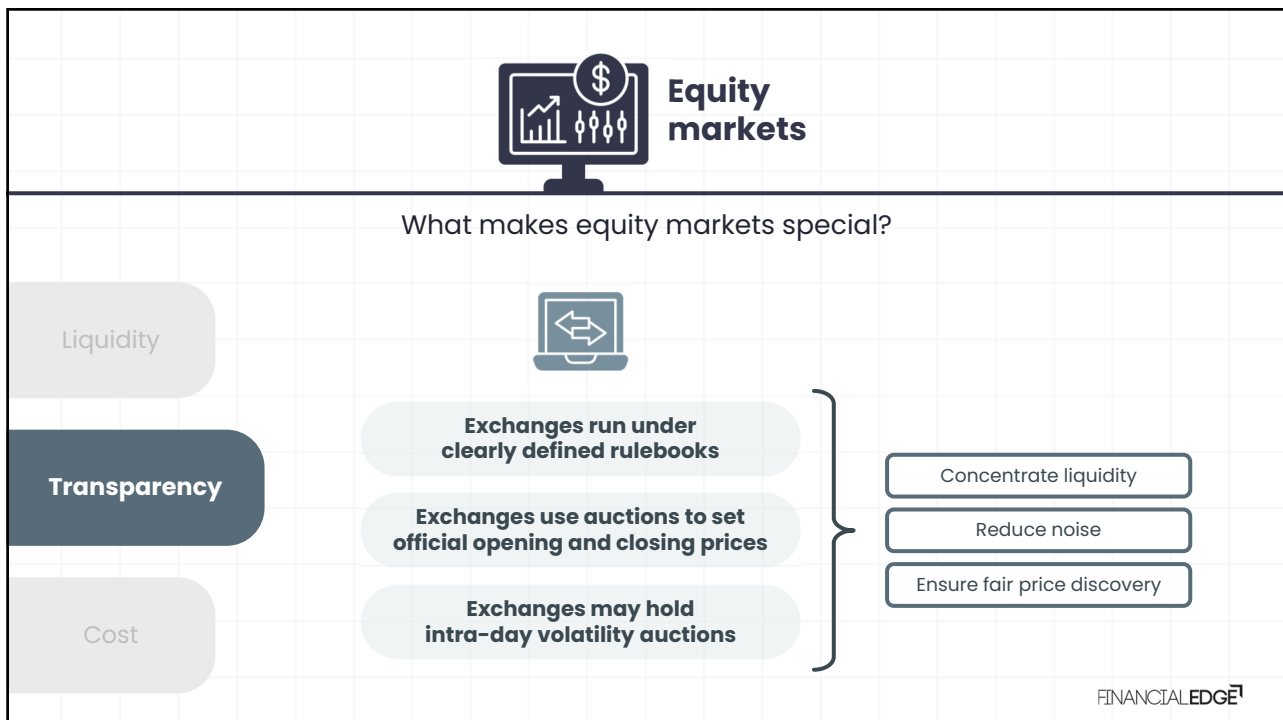 $
Equity
markets
What makes equity markets special?
Liquidity
Transparency
Cost
Exchanges run under
clearly defined rulebooks
Exchanges use auctions to set
official opening and closing prices
Exchanges may hold
intra-day volatility auctions
Concentrate liquidity
Reduce noise
Ensure fair price discovery
FINANCIALEDGE